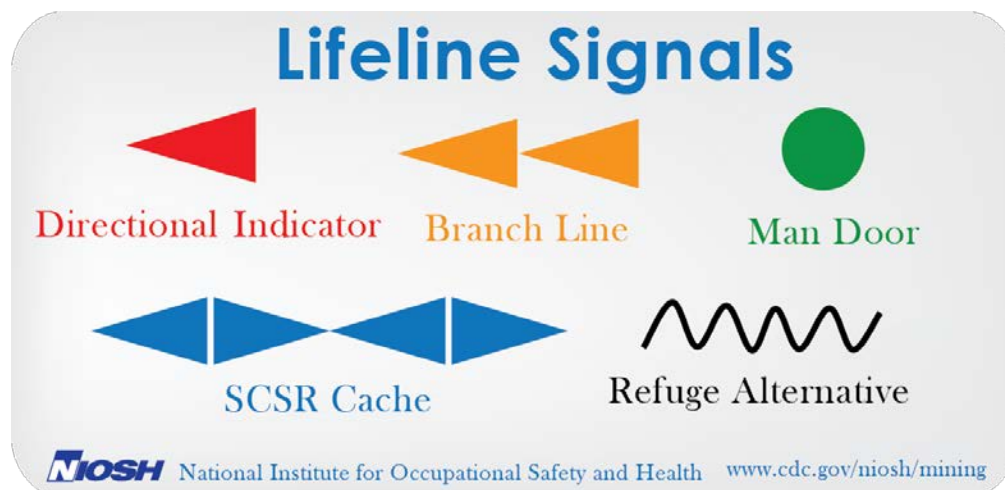 Lifeline Signals
Directional Indicator
Branch Line
Man Door
SCSR Cache
Refuge Alternative
NIOSH National Institute for Occupational Safety and Health www.cdc.gov/niosh/mining